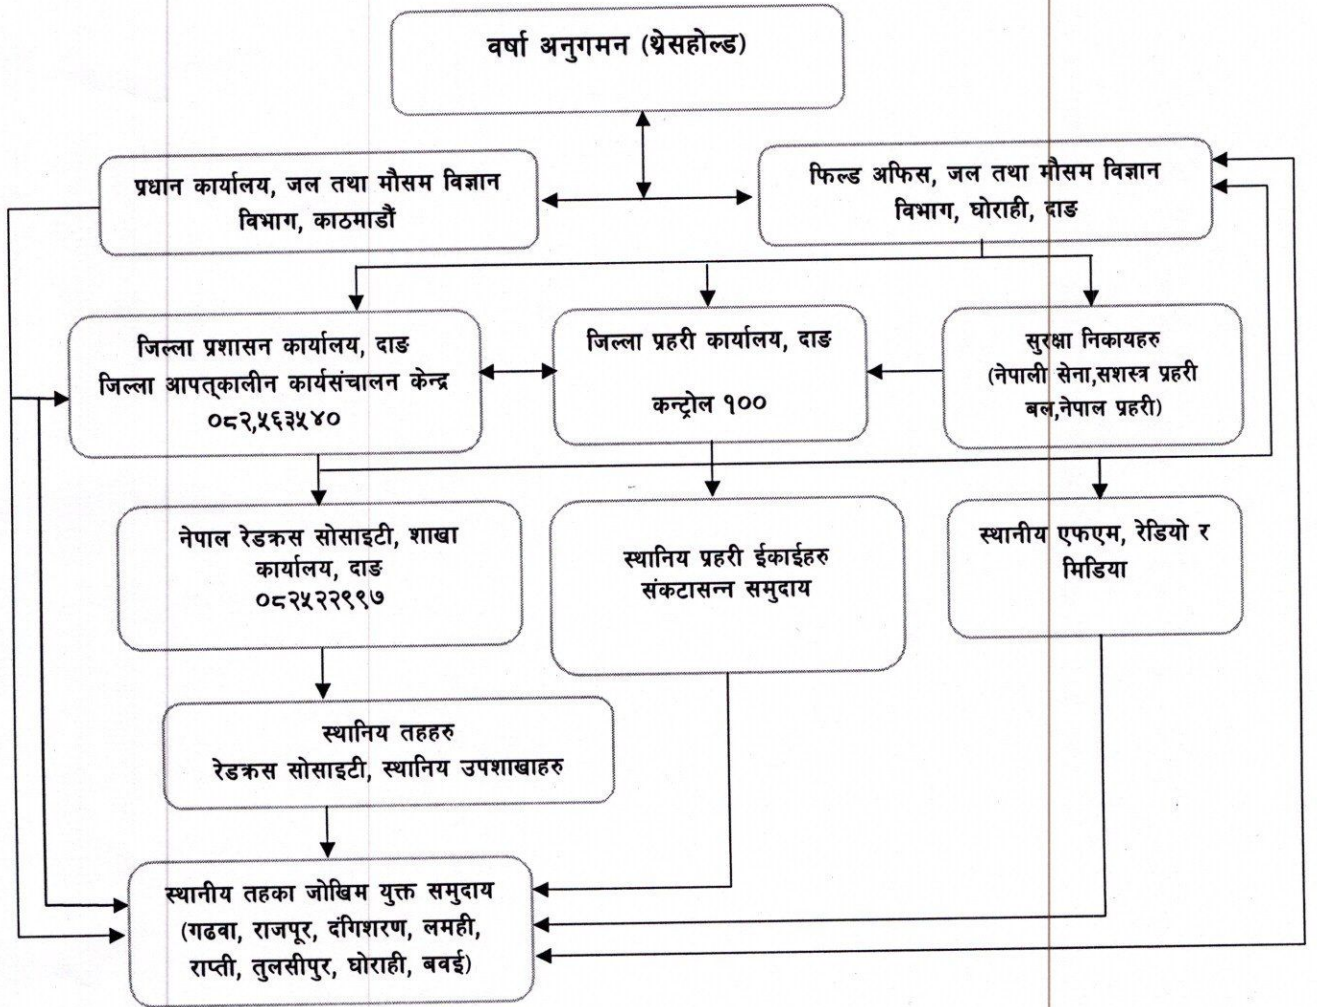 वर्षा अनुगमन (थ्रेसहोल्ड)
प्रधान कार्यालय, जल तथा मौसम विज्ञान
विभाग, काठमाडौं
फिल्ड अफिस, जल तथा मौसम विज्ञान
विभाग, घोराही, दाङ
जिल्ला प्रशासन कार्यालय, दाङ
जिल्ला आपत्कालीन कार्यसंचालन केन्द्र
०८२,५६३५४०
जिल्ला प्रहरी कार्यालय, दाङ
कन्ट्रोल १००
सुरक्षा निकायहरु
(नेपाली सेना,सशस्त्र प्रहरी
बल,नेपाल प्रहरी)
नेपाल रेडक्रस सोसाइटी, शाखा
कार्यालय, दाङ
०८२५२२९९७
स्थानिय प्रहरी ईकाईहरु
संकटासन्न समुदाय
स्थानीय एफएम, रेडियो र
मिडिया
स्थानिय तहहरु
रेडक्रस सोसाइटी, स्थानिय उपशाखाहरु
स्थानीय तहका जोखिम युक्त समुदाय
(गढवा, राजपूर, दंगिशरण, लमही,
राप्ती, तुलसीपुर, घोराही, बवई)